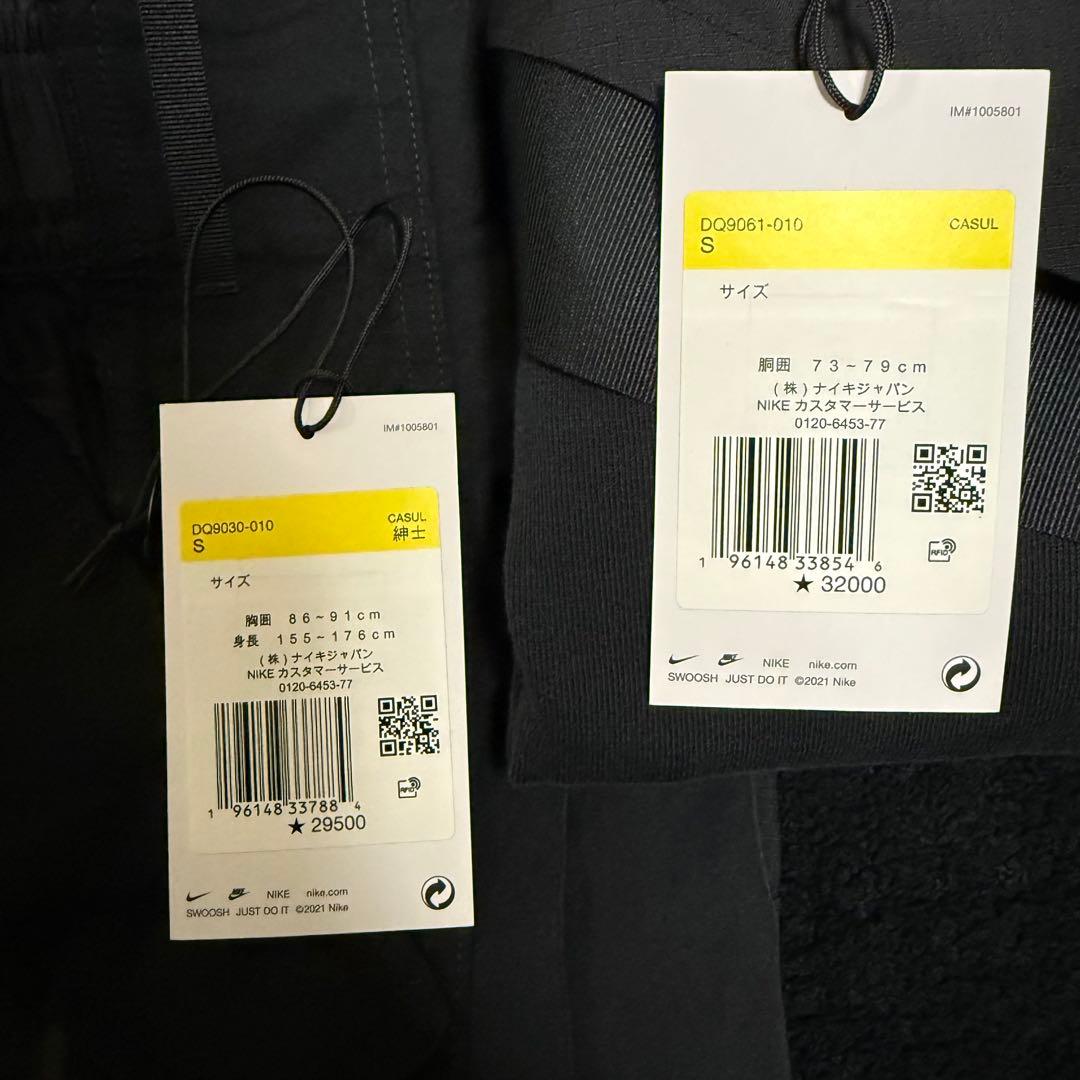 IM#1005801
DQ9030-010 CASUL
S 紳士
サイズ
胸囲 86~91cm
身長 155~176cm
(株)ナイキジャパン
NIKE カスタマーサービス
0120-6453-77
1 96148 33788 4
★ 29500
NIKE nike.com
SWOOSH JUST DO IT ©2021 Nike
IM#1005801
DQ9061-010 CASUL
S
サイズ
胴囲 73~79cm
(株)ナイキジャパン
NIKE カスタマーサービス
0120-6453-77
1 96148 33854 6
★ 32000
NIKE nike.com
SWOOSH JUST DO IT ©2021 Nike